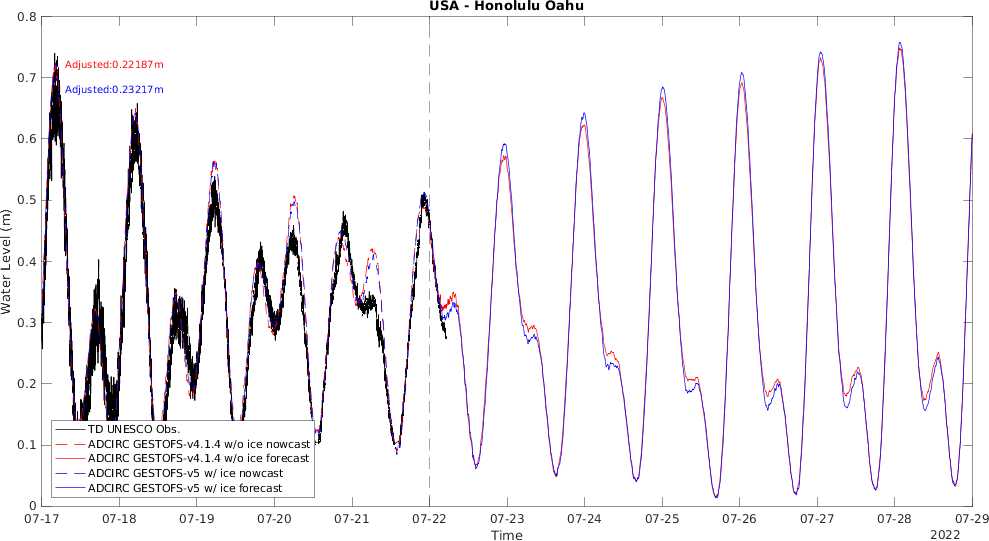 USA - Honolulu Oahu
0.8
Adjusted:0.22187m
0.7
Adjusted:0.23217m
0.6
0.5
0.4
Water Level (m)
0.3
0.2
0.1
0
TD UNESCO Obs.
ADCIRC GESTOFS-v4.1.4 w/o ice nowcast
ADCIRC GESTOFS-v4.1.4 w/o ice forecast
ADCIRC GESTOFS-v5 w/ ice nowcast
ADCIRC GESTOFS-v5 w/ ice forecast
07-17 07-18 07-19 07-20 07-21 07-22 07-23 07-24 07-25 07-26 07-27 07-28 07-29
Time
2022